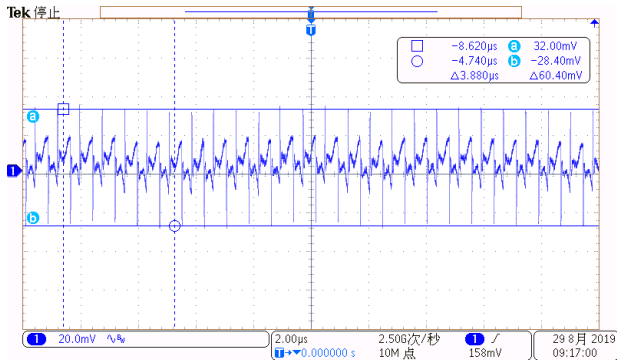 Tek 停止
T
-8.620µs a 32.00mV
-4.740µs b -28.40mV
△3.880µs △60.40mV
a
1
b
1 20.0mV
2.00µs 2.50G次/秒 1 158mV
T→▼0.000000 s 10M 点
29 8月 2019
09:17:00